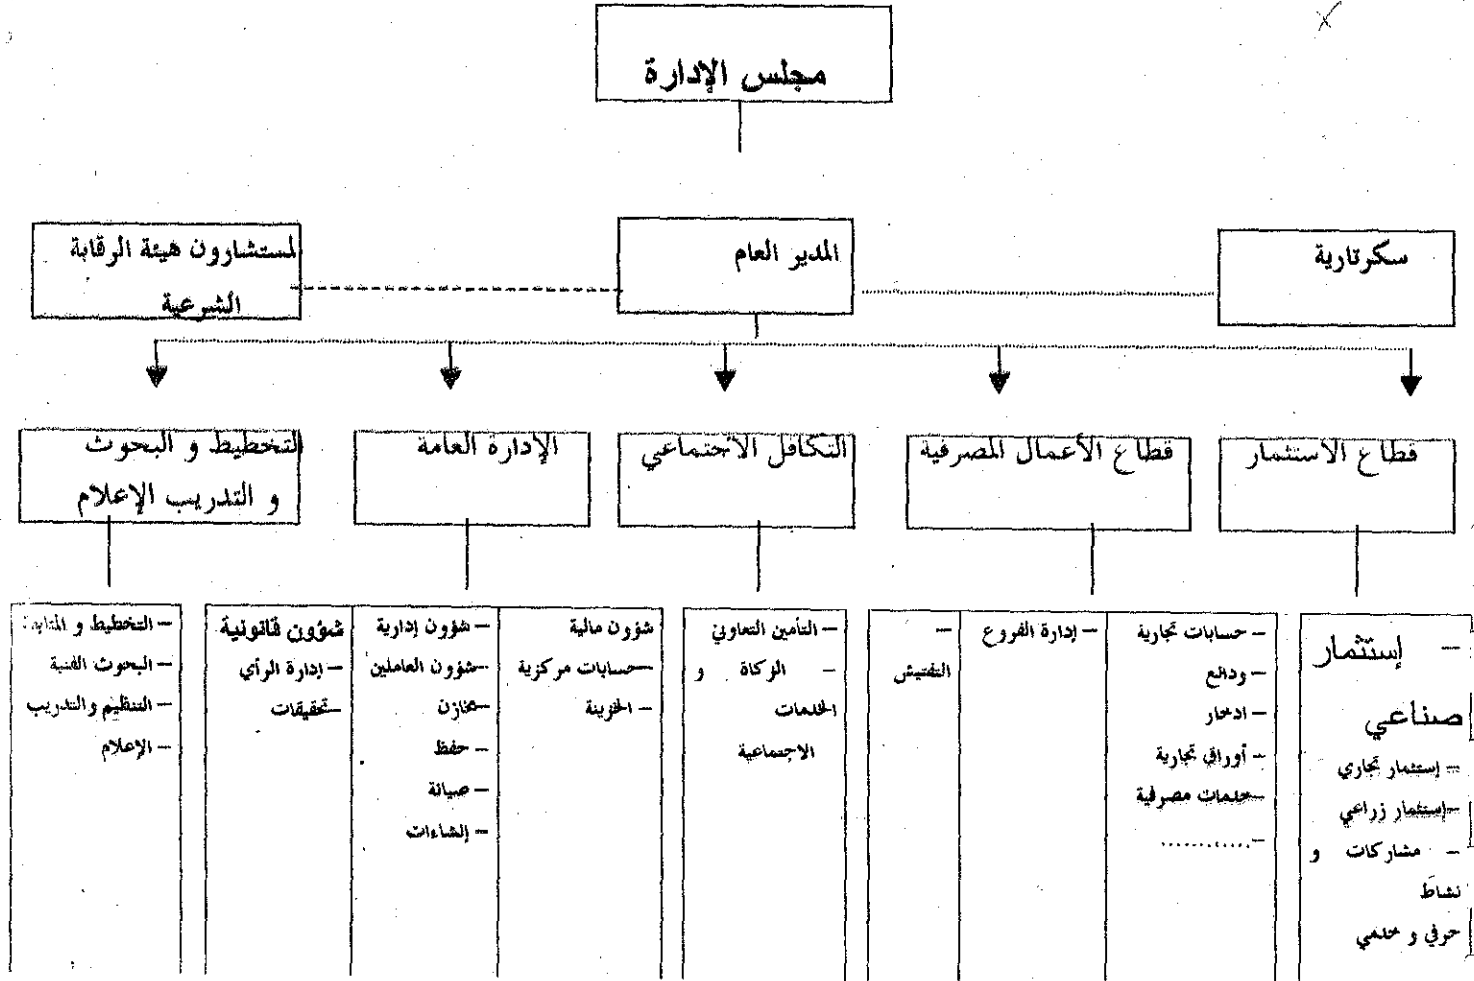 مجلس الإدارة
سكرتارية
المدير العام
لمستشارون هيئة الرقابة
الشرعية
قطاع الاستثمار
قطاع الأعمال المصرفية
التكافل الاجتماعي
الإدارة العامة
التخطيط و البحوث
و التدريب الإعلام
– إستثمار
صناعي
– إستثمار تجاري
–إستثمار زراعي
– مشاركات و
نشاط
حرفي و خدمي
– حسابات تجارية
– ودائع
– ادخار
– أوراق تجارية
–خدمات مصرفية
–............
– إدارة الفروع
–
التفتيش
– التأمين التعاوني
– الزكاة و
الخدمات
الاجتماعية
شؤون مالية
–حسابات مركزية
– الخزينة
– شؤون إدارية
–شؤون العاملين
–مخازن
– حفظ
– صيانة
– إنشاءات
شؤون قانونية
– إدارة الرأي
–تحقيقات
– التخطيط و المتابعة
– البحوث الفنية
– التنظيم والتدريب
– الإعلام